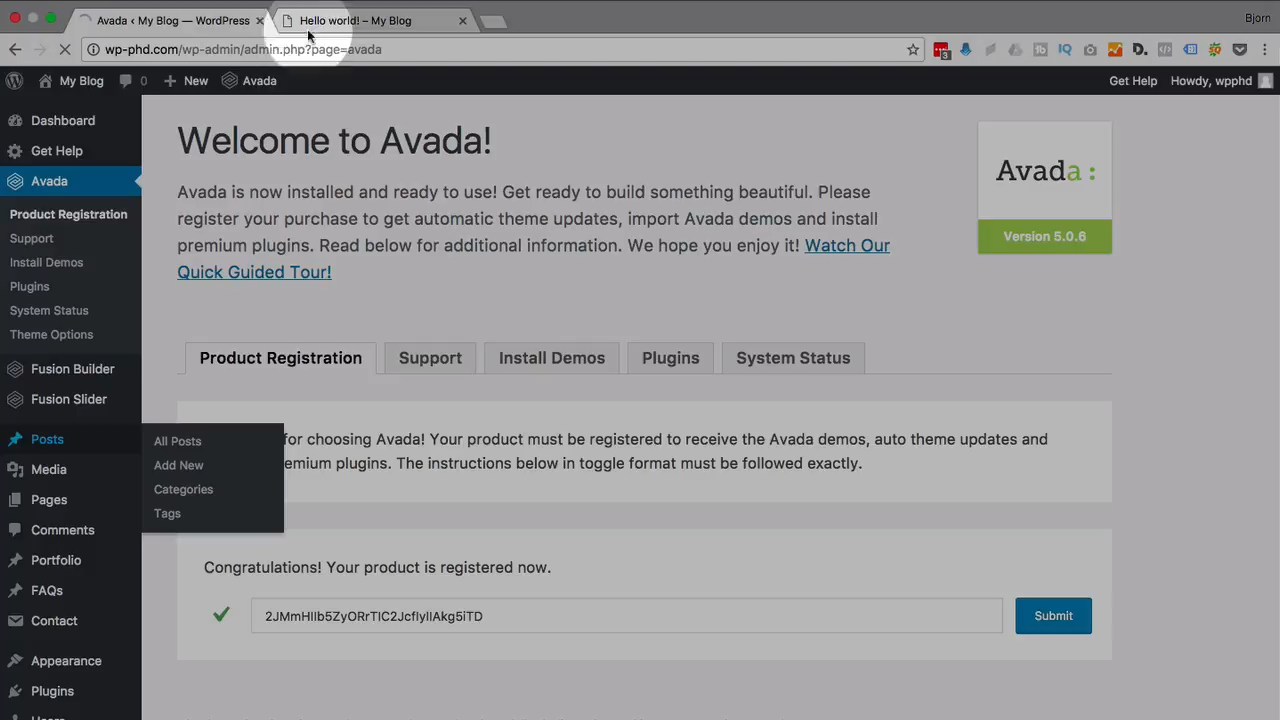 Avada ‹ My Blog — WordPress
Hello world! – My Blog
Bjorn
wp-phd.com/wp-admin/admin.php?page=avada
3
My Blog
0
New
Avada
Get Help
Howdy, wpphd
Dashboard
Get Help
Avada
Product Registration
Support
Install Demos
Plugins
System Status
Theme Options
Fusion Builder
Fusion Slider
Posts
Media
Pages
Comments
Portfolio
FAQs
Contact
Appearance
Plugins
All Posts
Add New
Categories
Tags
Welcome to Avada!
Avada is now installed and ready to use! Get ready to build something beautiful. Please
register your purchase to get automatic theme updates, import Avada demos and install
premium plugins. Read below for additional information. We hope you enjoy it! Watch Our
Quick Guided Tour!
Avada :
Version 5.0.6
Product Registration
Support
Install Demos
Plugins
System Status
for choosing Avada! Your product must be registered to receive the Avada demos, auto theme updates and
emium plugins. The instructions below in toggle format must be followed exactly.
Congratulations! Your product is registered now.
Submit